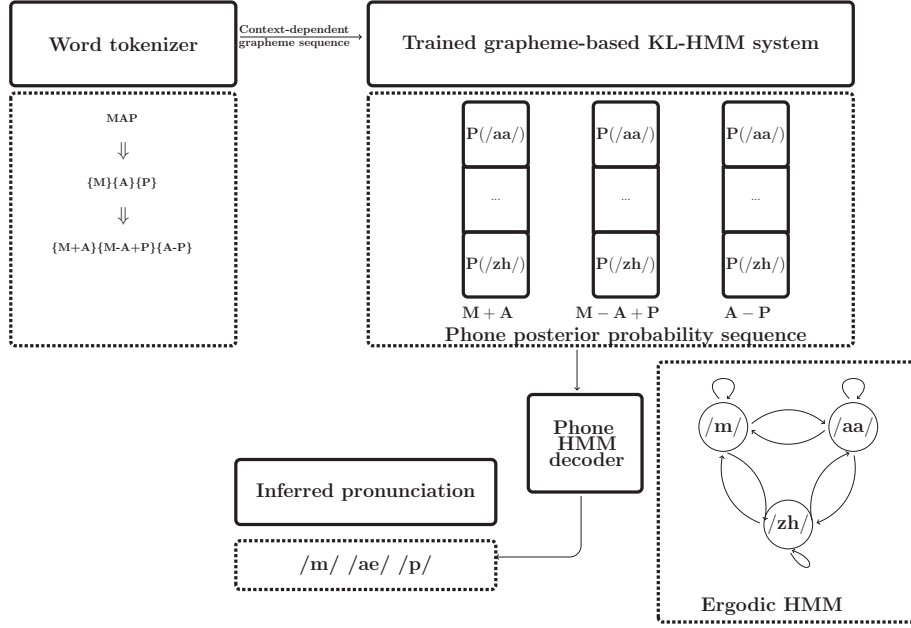 Word tokenizer
Context-dependent
grapheme sequence
Trained grapheme-based KL-HMM system
MAP
⇓
{M}{A}{P}
⇓
{M+A}{M-A+P}{A-P}
P(/aa/) P(/aa/) P(/aa/)
... ... ...
P(/zh/) P(/zh/) P(/zh/)
M + A M − A + P A − P
Phone posterior probability sequence
Phone
HMM
decoder
/m/ /aa/
/zh/
Ergodic HMM
Inferred pronunciation
/m/ /ae/ /p/